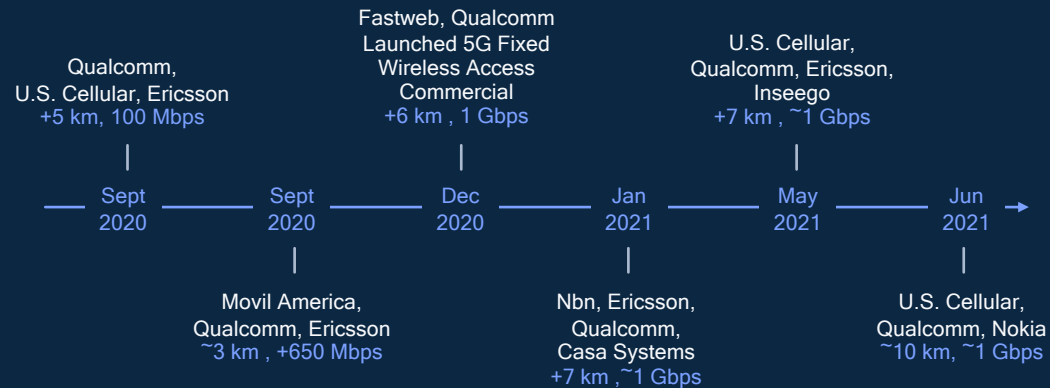 Qualcomm,
U.S. Cellular, Ericsson
+5 km, 100 Mbps
Fastweb, Qualcomm
Launched 5G Fixed
Wireless Access
Commercial
+6 km , 1 Gbps
U.S. Cellular,
Qualcomm, Ericsson,
Inseego
+7 km , ~1 Gbps
Sept
2020
Sept
2020
Dec
2020
Jan
2021
May
2021
Jun
2021
Movil America,
Qualcomm, Ericsson
~3 km , +650 Mbps
Nbn, Ericsson,
Qualcomm,
Casa Systems
+7 km ,~1 Gbps
U.S. Cellular,
Qualcomm, Nokia
~10 km, ~1 Gbps